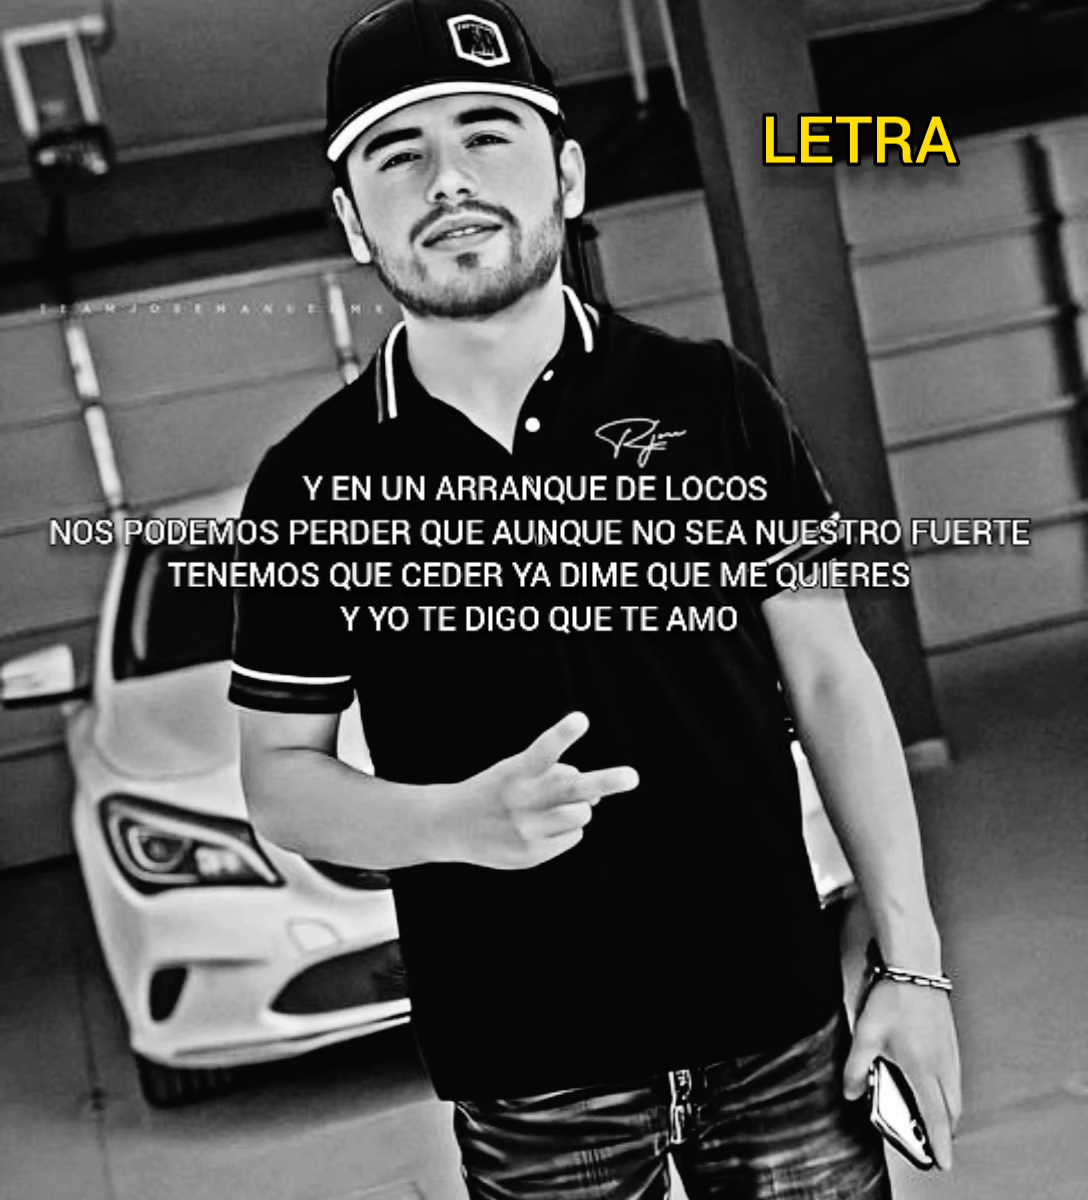 LETRA
TEAMJOSEMANUELMR
Y EN UN ARRANQUE DE LOCOS
NOS PODEMOS PERDER QUE AUNQUE NO SEA NUESTRO FUERTE
TENEMOS QUE CEDER YA DIME QUE ME QUIERES
Y YO TE DIGO QUE TE AMO